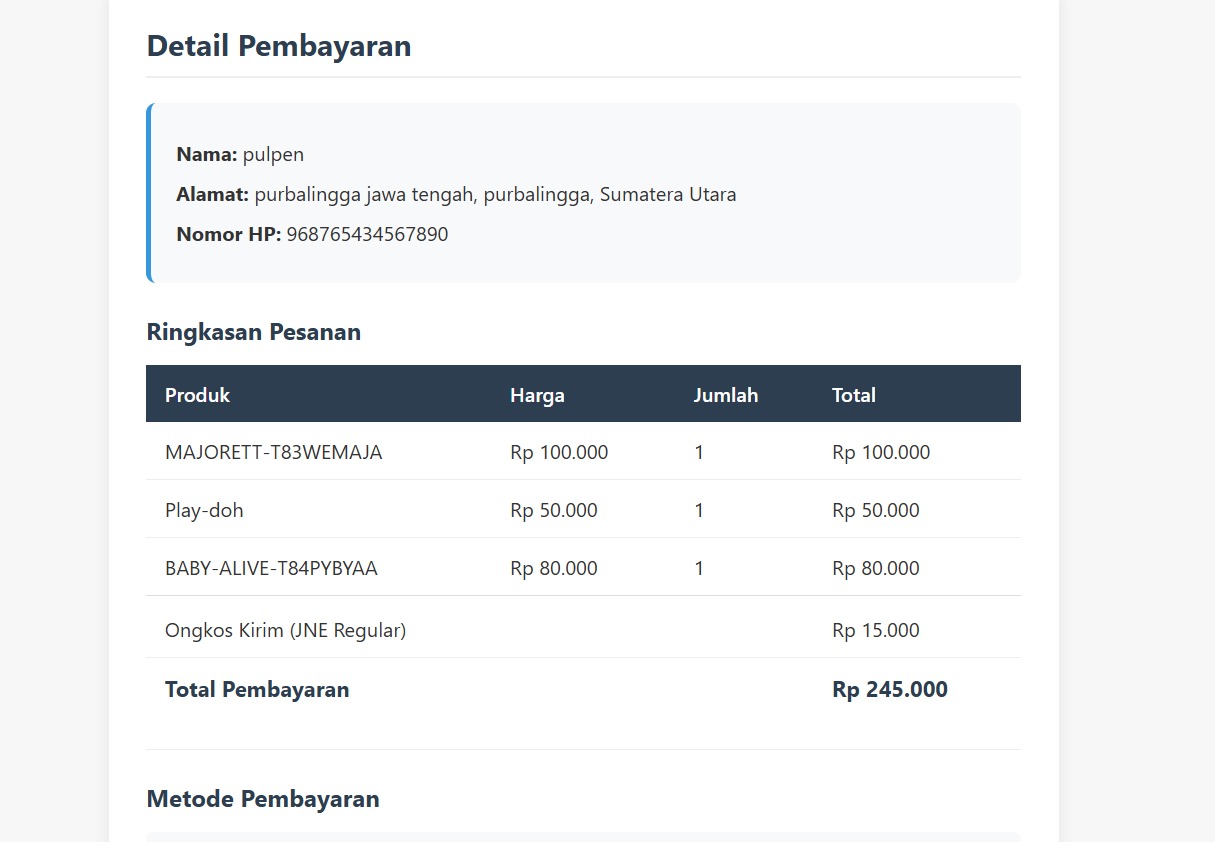 Detail Pembayaran
Nama: pulpen
Alamat: purbalingga jawa tengah, purbalingga, Sumatera Utara
Nomor HP: 968765434567890
Ringkasan Pesanan
Produk Harga Jumlah Total
MAJORETT-T83WEMAJA Rp 100.000 1 Rp 100.000
Play-doh Rp 50.000 1 Rp 50.000
BABY-ALIVE-T84PYBYAA Rp 80.000 1 Rp 80.000
Ongkos Kirim (JNE Regular) Rp 15.000
Total Pembayaran Rp 245.000
Metode Pembayaran